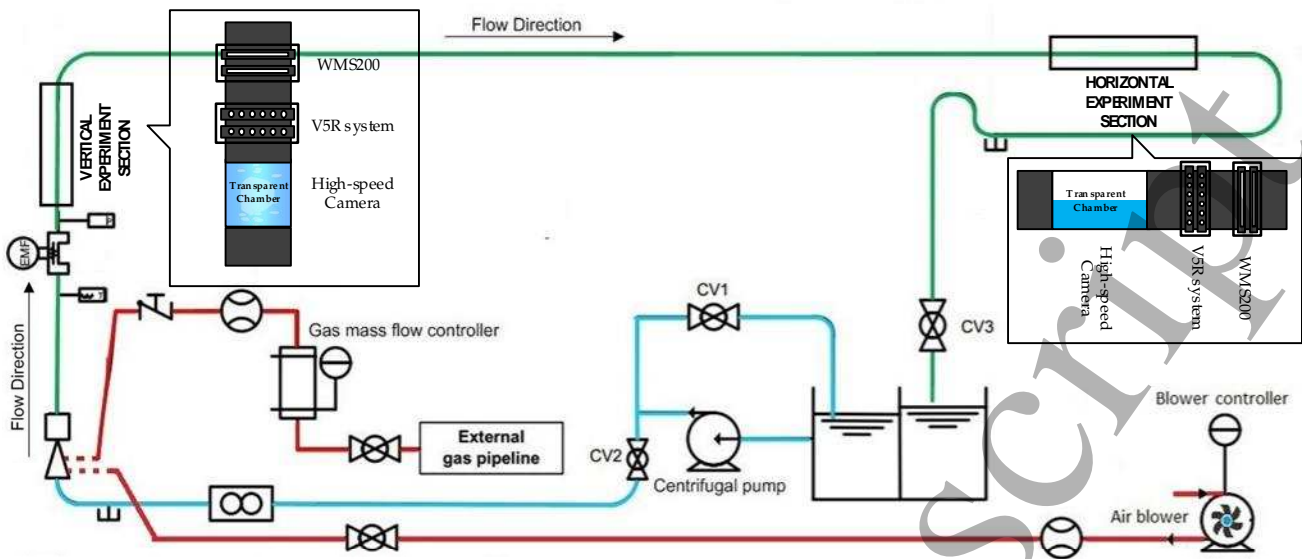 Flow Direction
WMS200
V5R system
Transparent
Chamber
High-speed
Camera
VERTICAL
EXPERIMENT
SECTION
HORIZONTAL
EXPERIMENT
SECTION
Transparent
Chamber
High-speed
Camera
V5R system
WMS200
EMF
Flow Direction
Gas mass flow controller
External
gas pipeline
CV1
CV2
CV3
Centrifugal pump
Blower controller
Air blower
script